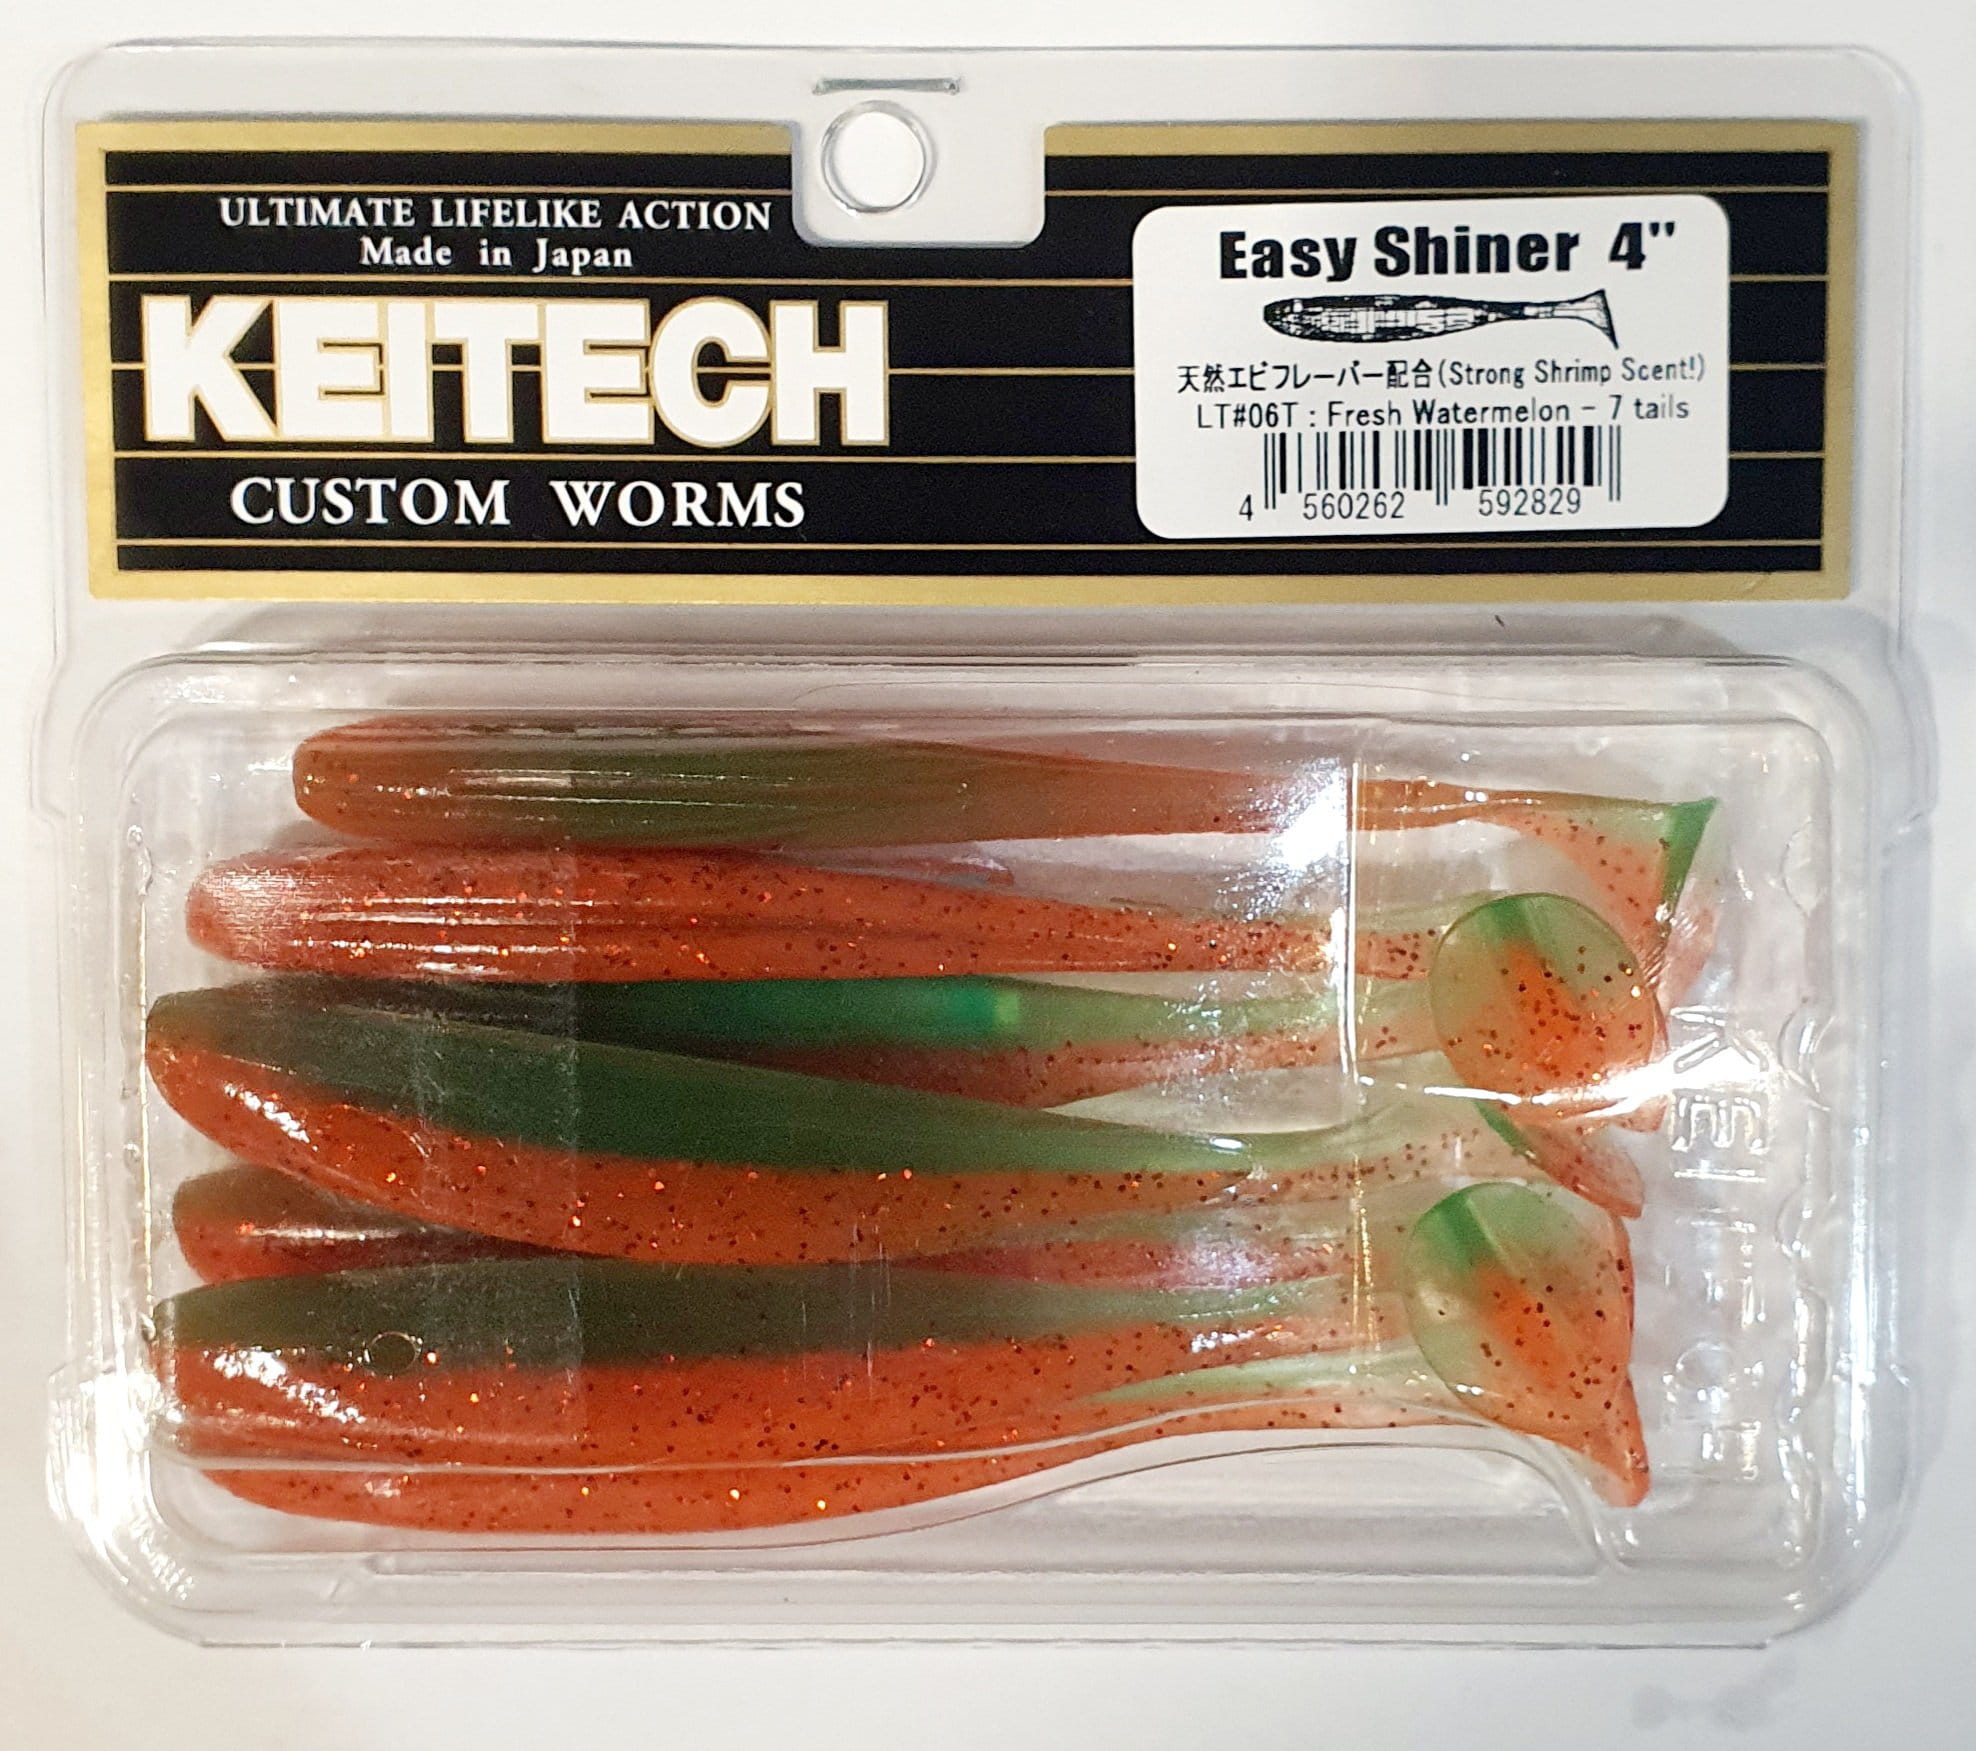 ULTIMATE LIFELIKE ACTION
Made in Japan
KEITECH
CUSTOM WORMS
Easy Shiner 4"
天然エビフレーバー配合(Strong Shrimp Scent!)
LT#06T : Fresh Watermelon - 7 tails
4 560262 592829
KEI